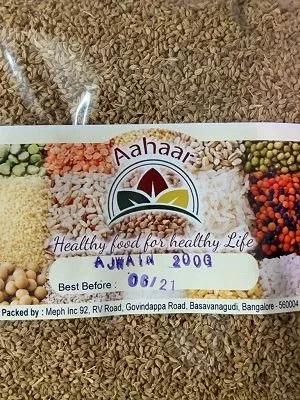 Aahaar
Healthy food for healthy Life
AJWAIN 200G
Best Before : 06/21
Packed by : Meph Inc 92, RV Road, Govindappa Road, Basavanagudi, Bangalore - 560004